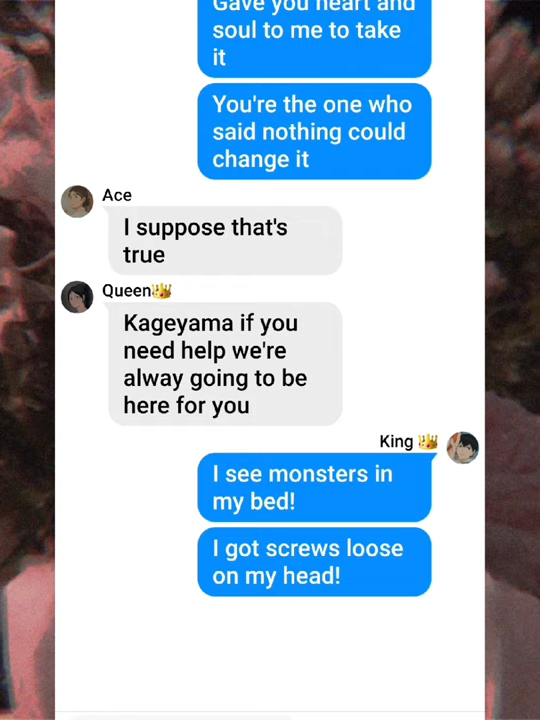 Gave you heart and
soul to me to take
it
You're the one who
said nothing could
change it
Ace
I suppose that's
true
Queen👑
Kageyama if you
need help we're
alway going to be
here for you
King 👑
I see monsters in
my bed!
I got screws loose
on my head!